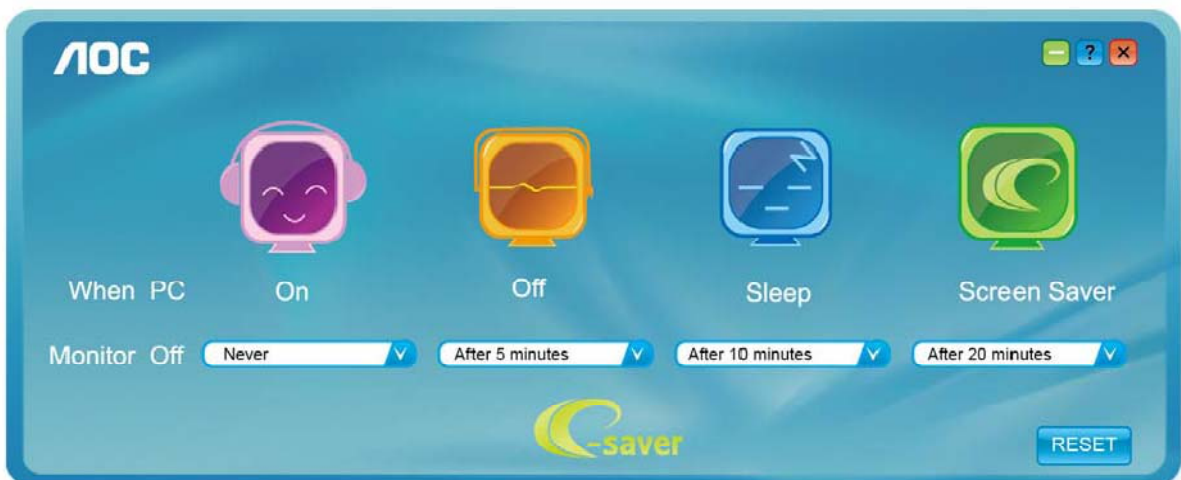 AOC
?
When PC On Off Sleep Screen Saver
Monitor Off Never After 5 minutes After 10 minutes After 20 minutes
e-saver
RESET